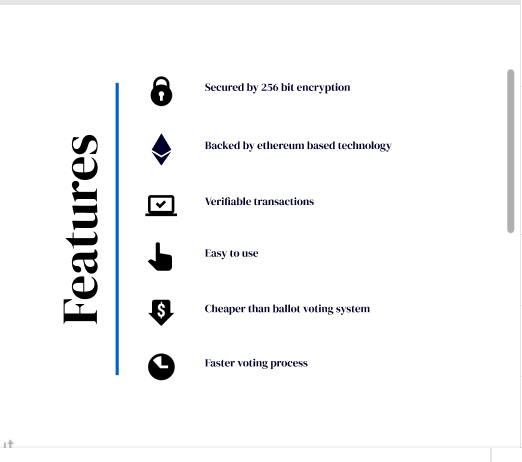 Features
Secured by 256 bit encryption
Backed by ethereum based technology
Verifiable transactions
Easy to use
Cheaper than ballot voting system
Faster voting process